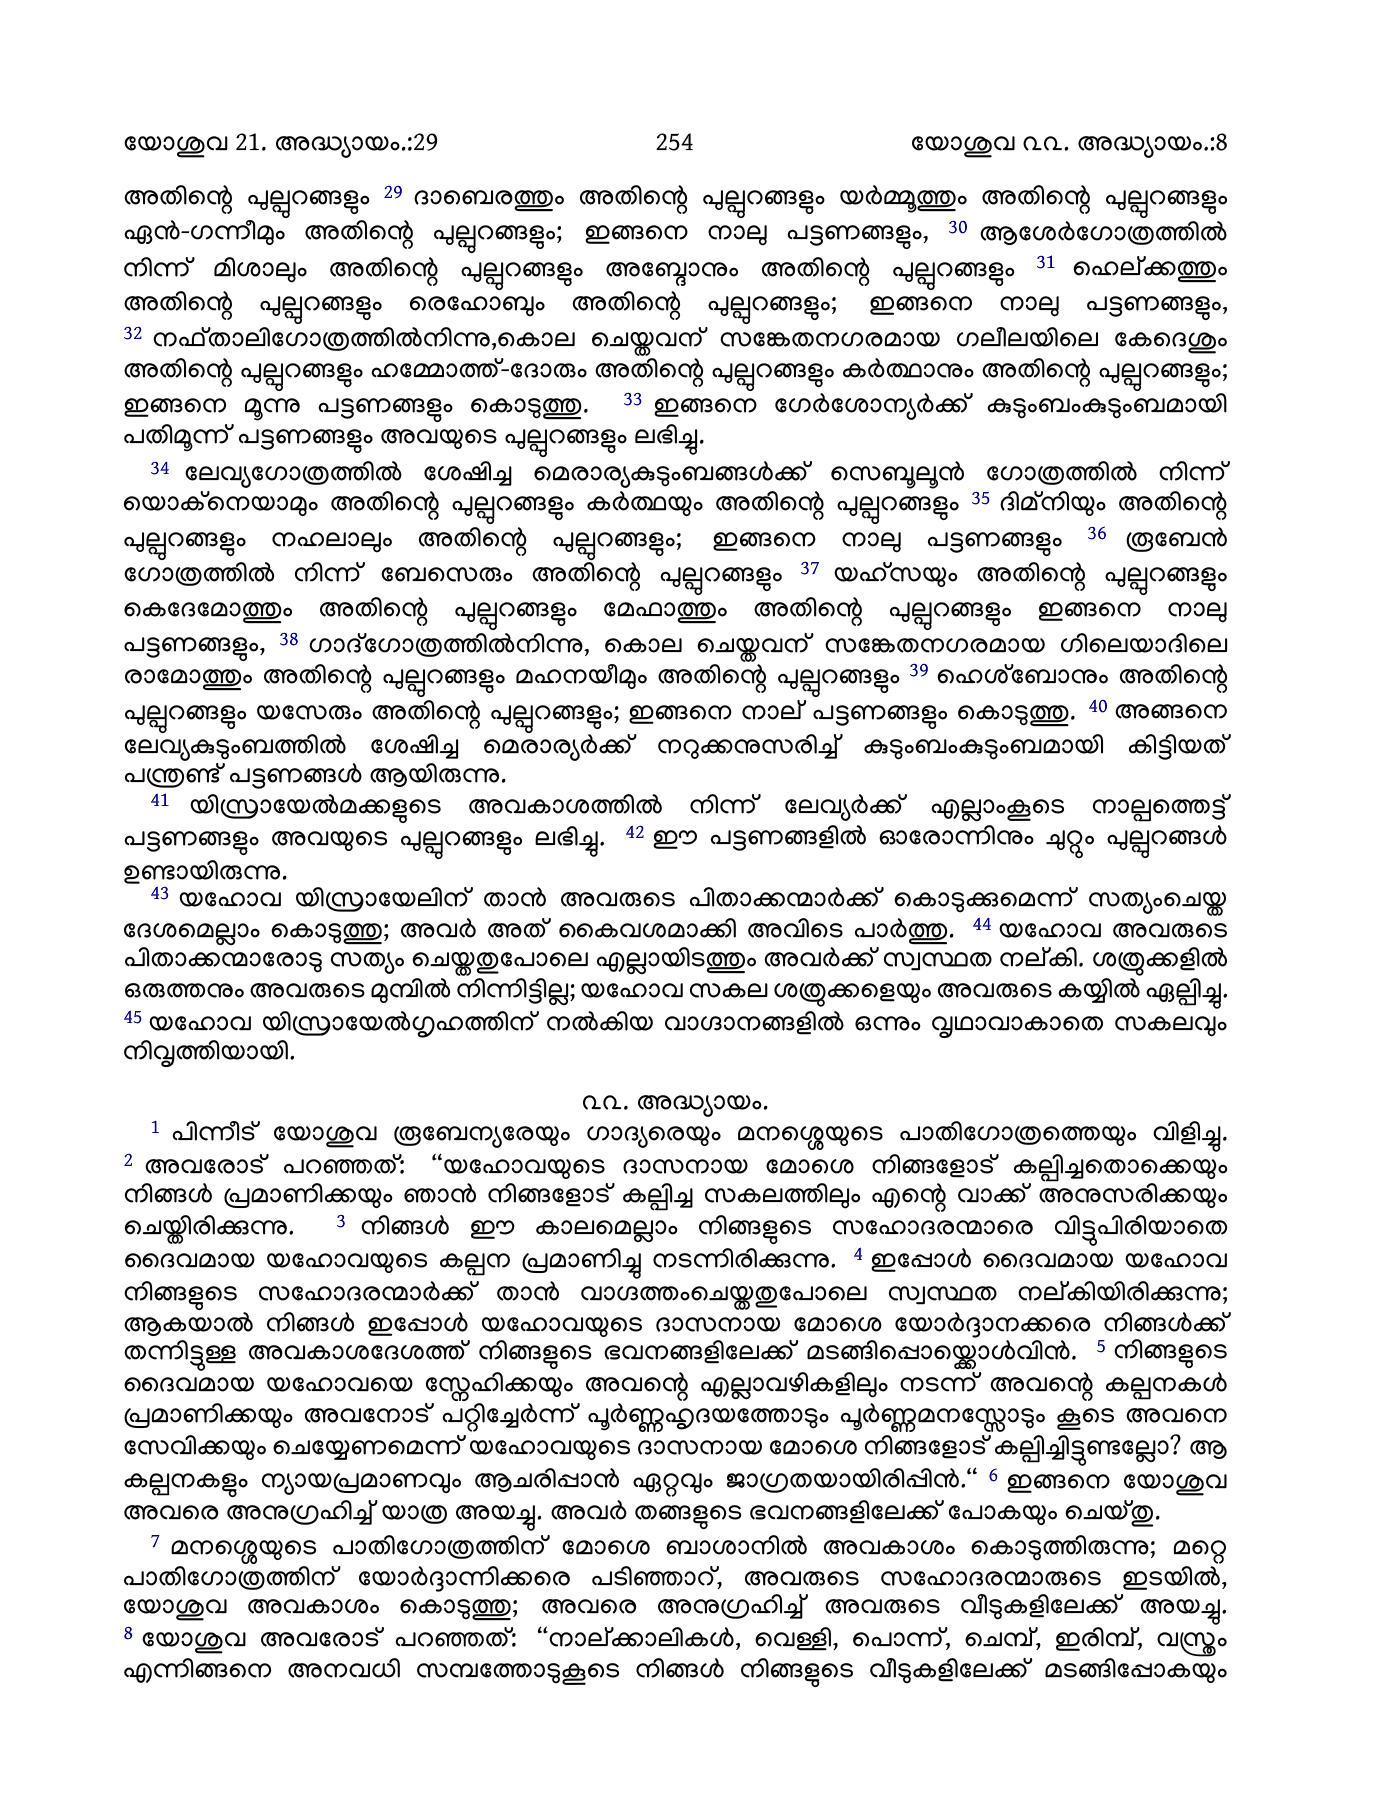 യോശുവ 21. അദ്ധ്യായം.:29 254 യോശുവ ൨൨. അദ്ധ്യായം.:8
അതിന്റെ പുല്പുറങ്ങളും 29 ദാബെരത്തും അതിന്റെ പുല്പുറങ്ങളും യർമ്മൂത്തും അതിന്റെ പുല്പുറങ്ങളും
ഏൻ-ഗന്നീമും അതിന്റെ പുല്പുറങ്ങളും; ഇങ്ങനെ നാലു പട്ടണങ്ങളും, 30 ആശേർഗോത്രത്തിൽ
നിന്ന് മിശാലും അതിന്റെ പുല്പുറങ്ങളും അബ്ദോനും അതിന്റെ പുല്പുറങ്ങളും 31 ഹെല്ക്കത്തും
അതിന്റെ പുല്പുറങ്ങളും രെഹോബും അതിന്റെ പുല്പുറങ്ങളും; ഇങ്ങനെ നാലു പട്ടണങ്ങളും,
32 നഫ്താലിഗോത്രത്തിൽനിന്നു,കൊല ചെയ്തവന് സങ്കേതനഗരമായ ഗലീലയിലെ കേദെശും
അതിന്റെ പുല്പുറങ്ങളും ഹമ്മോത്ത്-ദോരും അതിന്റെ പുല്പുറങ്ങളും കർത്ഥാനും അതിന്റെ പുല്പുറങ്ങളും;
ഇങ്ങനെ മൂന്നു പട്ടണങ്ങളും കൊടുത്തു. 33 ഇങ്ങനെ ഗേർശോന്യർക്ക് കുടുംബംകുടുംബമായി
പതിമൂന്ന് പട്ടണങ്ങളും അവയുടെ പുല്പുറങ്ങളും ലഭിച്ചു.
34 ലേവ്യഗോത്രത്തിൽ ശേഷിച്ച മെരാര്യകുടുംബങ്ങൾക്ക് സെബൂലൂൻ ഗോത്രത്തിൽ നിന്ന്
യൊക്നെയാമും അതിന്റെ പുല്പുറങ്ങളും കർത്ഥയും അതിന്റെ പുല്പുറങ്ങളും 35 ദിമ്നിയും അതിന്റെ
പുല്പുറങ്ങളും നഹലാലും അതിന്റെ പുല്പുറങ്ങളും; ഇങ്ങനെ നാലു പട്ടണങ്ങളും 36 രൂബേൻ
ഗോത്രത്തിൽ നിന്ന് ബേസെരും അതിന്റെ പുല്പുറങ്ങളും 37 യഹ്സയും അതിന്റെ പുല്പുറങ്ങളും
കെദേമോത്തും അതിന്റെ പുല്പുറങ്ങളും മേഫാത്തും അതിന്റെ പുല്പുറങ്ങളും ഇങ്ങനെ നാലു
പട്ടണങ്ങളും, 38 ഗാദ്ഗോത്രത്തിൽനിന്നു, കൊല ചെയ്തവന് സങ്കേതനഗരമായ ഗിലെയാദിലെ
രാമോത്തും അതിന്റെ പുല്പുറങ്ങളും മഹനയീമും അതിന്റെ പുല്പുറങ്ങളും 39 ഹെശ്ബോനും അതിന്റെ
പുല്പുറങ്ങളും യസേരും അതിന്റെ പുല്പുറങ്ങളും; ഇങ്ങനെ നാല് പട്ടണങ്ങളും കൊടുത്തു. 40 അങ്ങനെ
ലേവ്യകുടുംബത്തിൽ ശേഷിച്ച മെരാര്യർക്ക് നറുക്കനുസരിച്ച് കുടുംബംകുടുംബമായി കിട്ടിയത്
പന്ത്രണ്ട് പട്ടണങ്ങൾ ആയിരുന്നു.
41 യിസ്രായേൽമക്കളുടെ അവകാശത്തിൽ നിന്ന് ലേവ്യർക്ക് എല്ലാംകൂടെ നാല്പത്തെട്ട്
പട്ടണങ്ങളും അവയുടെ പുല്പുറങ്ങളും ലഭിച്ചു. 42 ഈ പട്ടണങ്ങളിൽ ഓരോന്നിനും ചുറ്റും പുല്പുറങ്ങൾ
ഉണ്ടായിരുന്നു.
43 യഹോവ യിസ്രായേലിന് താൻ അവരുടെ പിതാക്കന്മാർക്ക് കൊടുക്കുമെന്ന് സത്യംചെയ്ത
ദേശമെല്ലാം കൊടുത്തു; അവർ അത് കൈവശമാക്കി അവിടെ പാർത്തു. 44 യഹോവ അവരുടെ
പിതാക്കന്മാരോടു സത്യം ചെയ്തതുപോലെ എല്ലായിടത്തും അവർക്ക് സ്വസ്ഥത നല്കി. ശത്രുക്കളിൽ
ഒരുത്തനും അവരുടെ മുമ്പിൽ നിന്നിട്ടില്ല; യഹോവ സകല ശത്രുക്കളെയും അവരുടെ കയ്യിൽ ഏല്പിച്ചു.
45 യഹോവ യിസ്രായേൽഗൃഹത്തിന് നൽകിയ വാഗ്ദാനങ്ങളിൽ ഒന്നും വൃഥാവാകാതെ സകലവും
നിവൃത്തിയായി.
൨൨. അദ്ധ്യായം.
1 പിന്നീട് യോശുവ രൂബേന്യരേയും ഗാദ്യരെയും മനശ്ശെയുടെ പാതിഗോത്രത്തെയും വിളിച്ചു.
2 അവരോട് പറഞ്ഞത്: “യഹോവയുടെ ദാസനായ മോശെ നിങ്ങളോട് കല്പിച്ചതൊക്കെയും
നിങ്ങൾ പ്രമാണിക്കയും ഞാൻ നിങ്ങളോട് കല്പിച്ച സകലത്തിലും എന്റെ വാക്ക് അനുസരിക്കയും
ചെയ്തിരിക്കുന്നു. 3 നിങ്ങൾ ഈ കാലമെല്ലാം നിങ്ങളുടെ സഹോദരന്മാരെ വിട്ടുപിരിയാതെ
ദൈവമായ യഹോവയുടെ കല്പന പ്രമാണിച്ചു നടന്നിരിക്കുന്നു. 4 ഇപ്പോൾ ദൈവമായ യഹോവ
നിങ്ങളുടെ സഹോദരന്മാർക്ക് താൻ വാഗ്ദത്തംചെയ്തതുപോലെ സ്വസ്ഥത നല്കിയിരിക്കുന്നു;
ആകയാൽ നിങ്ങൾ ഇപ്പോൾ യഹോവയുടെ ദാസനായ മോശെ യോർദ്ദാനക്കരെ നിങ്ങൾക്ക്
തന്നിട്ടുള്ള അവകാശദേശത്ത് നിങ്ങളുടെ ഭവനങ്ങളിലേക്ക് മടങ്ങിപ്പൊയ്ക്കൊൾവിൻ. 5 നിങ്ങളുടെ
ദൈവമായ യഹോവയെ സ്നേഹിക്കയും അവന്റെ എല്ലാവഴികളിലും നടന്ന് അവന്റെ കല്പനകൾ
പ്രമാണിക്കയും അവനോട് പറ്റിച്ചേർന്ന് പൂർണ്ണഹൃദയത്തോടും പൂർണ്ണമനസ്സോടും കൂടെ അവനെ
സേവിക്കയും ചെയ്യേണമെന്ന് യഹോവയുടെ ദാസനായ മോശെ നിങ്ങളോട് കല്പിച്ചിട്ടുണ്ടല്ലോ? ആ
കല്പനകളും ന്യായപ്രമാണവും ആചരിപ്പാൻ ഏറ്റവും ജാഗ്രതയായിരിപ്പിൻ.“ 6 ഇങ്ങനെ യോശുവ
അവരെ അനുഗ്രഹിച്ച് യാത്ര അയച്ചു. അവർ തങ്ങളുടെ ഭവനങ്ങളിലേക്ക് പോകയും ചെയ്തു.
7 മനശ്ശെയുടെ പാതിഗോത്രത്തിന് മോശെ ബാശാനിൽ അവകാശം കൊടുത്തിരുന്നു; മറ്റെ
പാതിഗോത്രത്തിന് യോർദ്ദാന്നിക്കരെ പടിഞ്ഞാറ്, അവരുടെ സഹോദരന്മാരുടെ ഇടയിൽ,
യോശുവ അവകാശം കൊടുത്തു; അവരെ അനുഗ്രഹിച്ച് അവരുടെ വീടുകളിലേക്ക് അയച്ചു.
8 യോശുവ അവരോട് പറഞ്ഞത്: “നാല്ക്കാലികൾ, വെള്ളി, പൊന്ന്, ചെമ്പ്, ഇരിമ്പ്, വസ്ത്രം
എന്നിങ്ങനെ അനവധി സമ്പത്തോടുകൂടെ നിങ്ങൾ നിങ്ങളുടെ വീടുകളിലേക്ക് മടങ്ങിപ്പോകയും